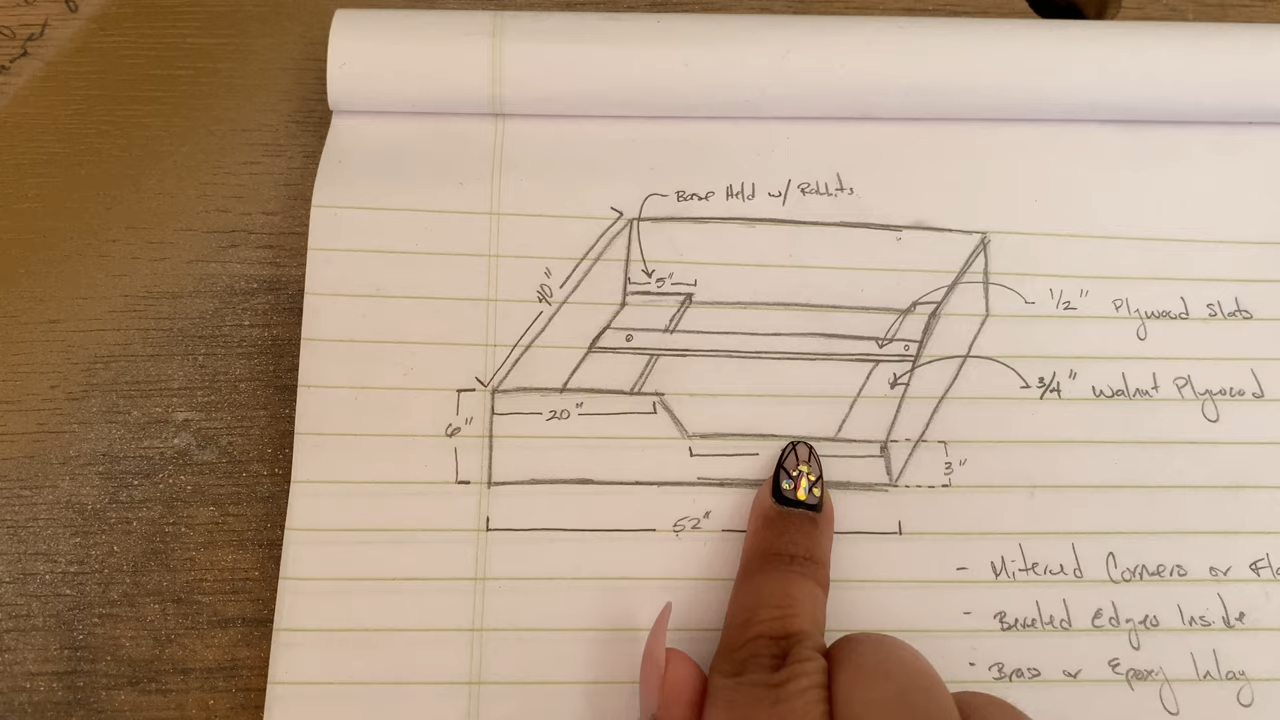 Base Held w/ Rabbits
5"
40"
1/2" Plywood Slats
3/4" Walnut Plywood
20"
6"
3"
52"
- Mitered Corners or
- Beveled Edges Inside
- Brass or Epoxy Inlay